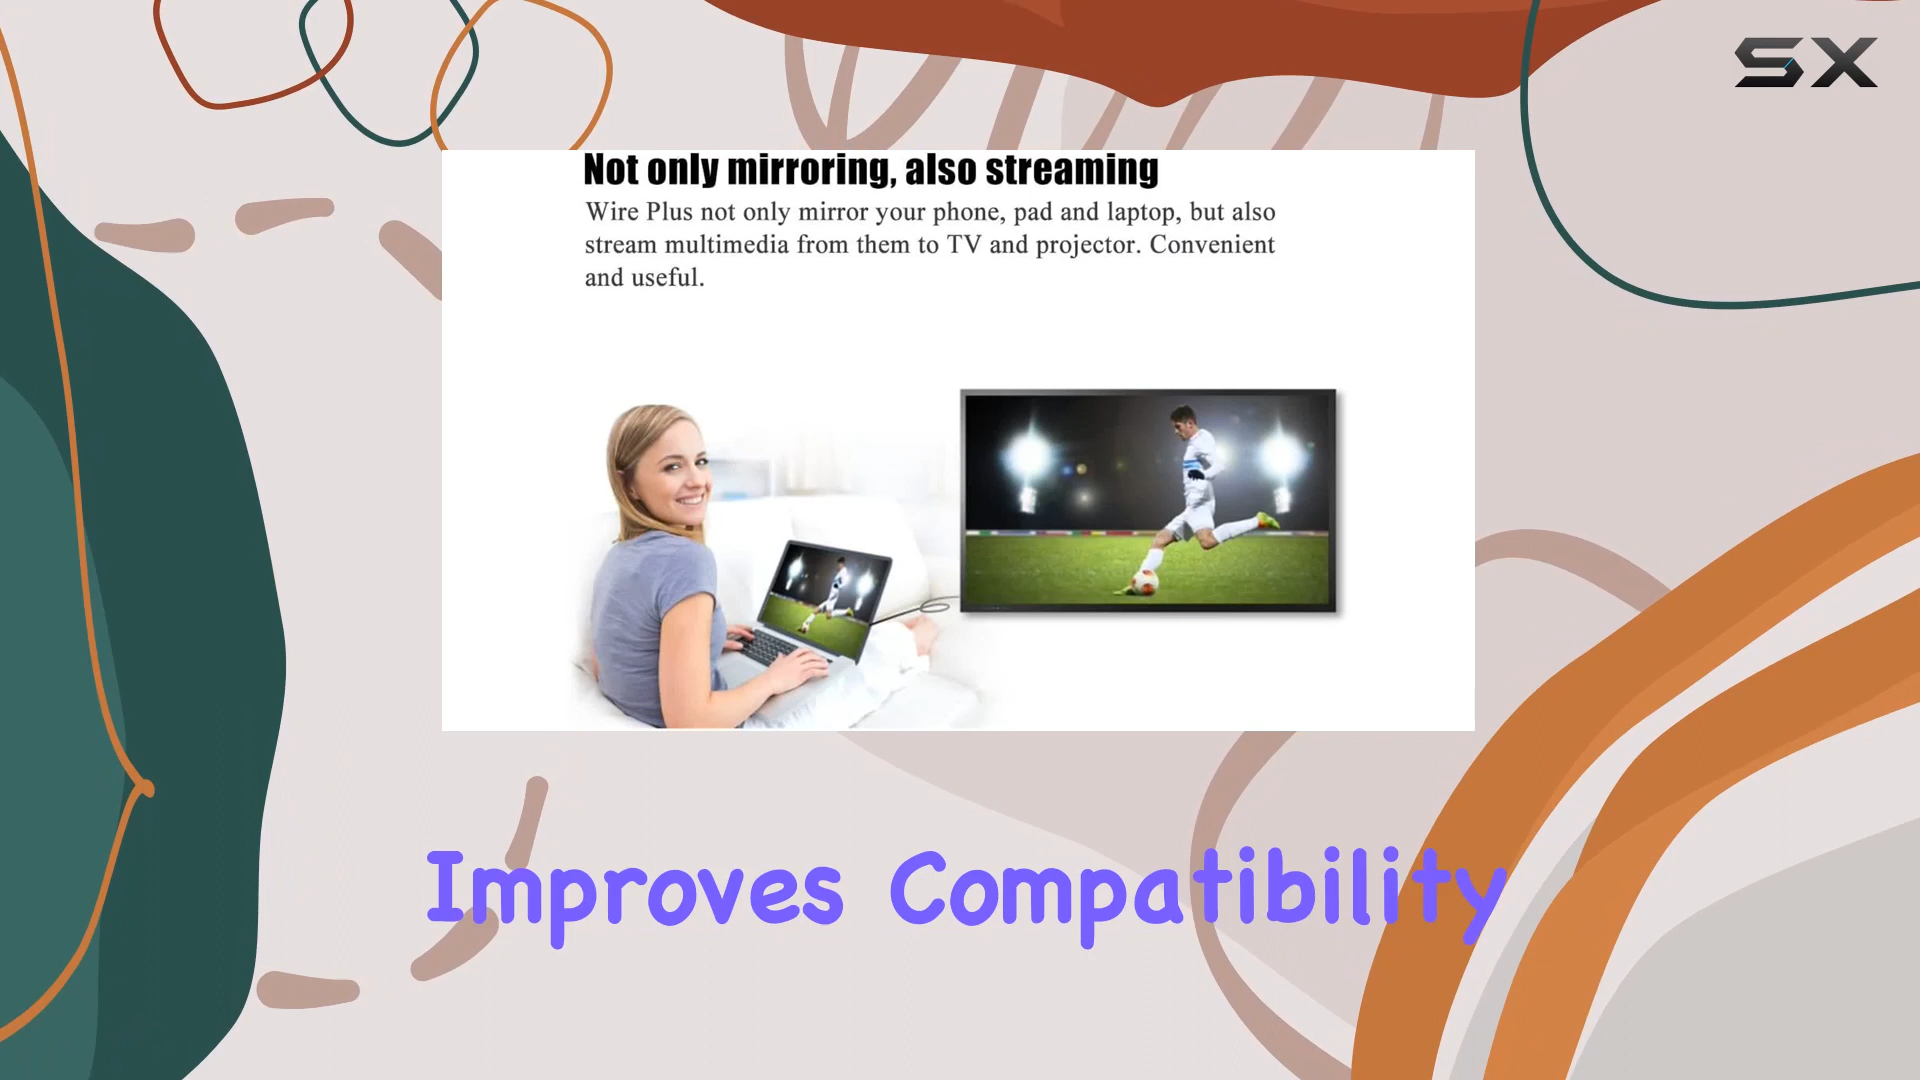 SX
Not only mirroring, also streaming
Wire Plus not only mirror your phone, pad and laptop, but also
stream multimedia from them to TV and projector. Convenient
and useful.
Improves Compatibility